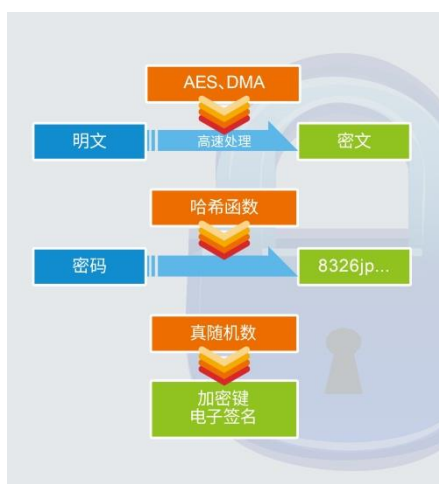 AES、DMA
明文
高速处理
密文
哈希函数
密码
8326jp...
真随机数
加密键
电子签名